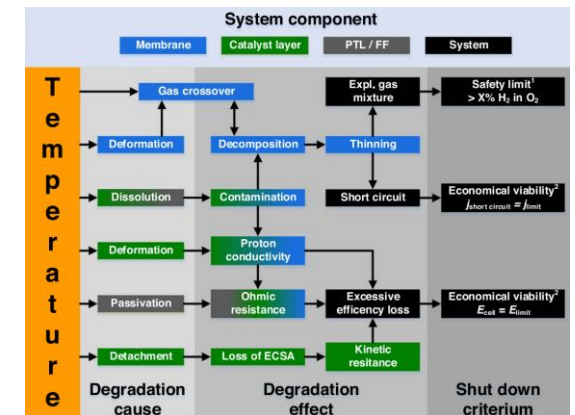 System component
Membrane
Catalyst layer
PTL / FF
System
Temperature
Gas crossover
Expl. gas
mixture
Safety limit¹
> X% H₂ in O₂
Deformation
Decomposition
Thinning
Dissolution
Contamination
Short circuit
Economical viability²
jshort circuit = jlimit
Deformation
Proton
conductivity
Passivation
Ohmic
resistance
Excessive
efficency loss
Economical viability²
Ecell = Elimit
Detachment
Loss of ECSA
Kinetic
resitance
Degradation
cause
Degradation
effect
Shut down
criterium